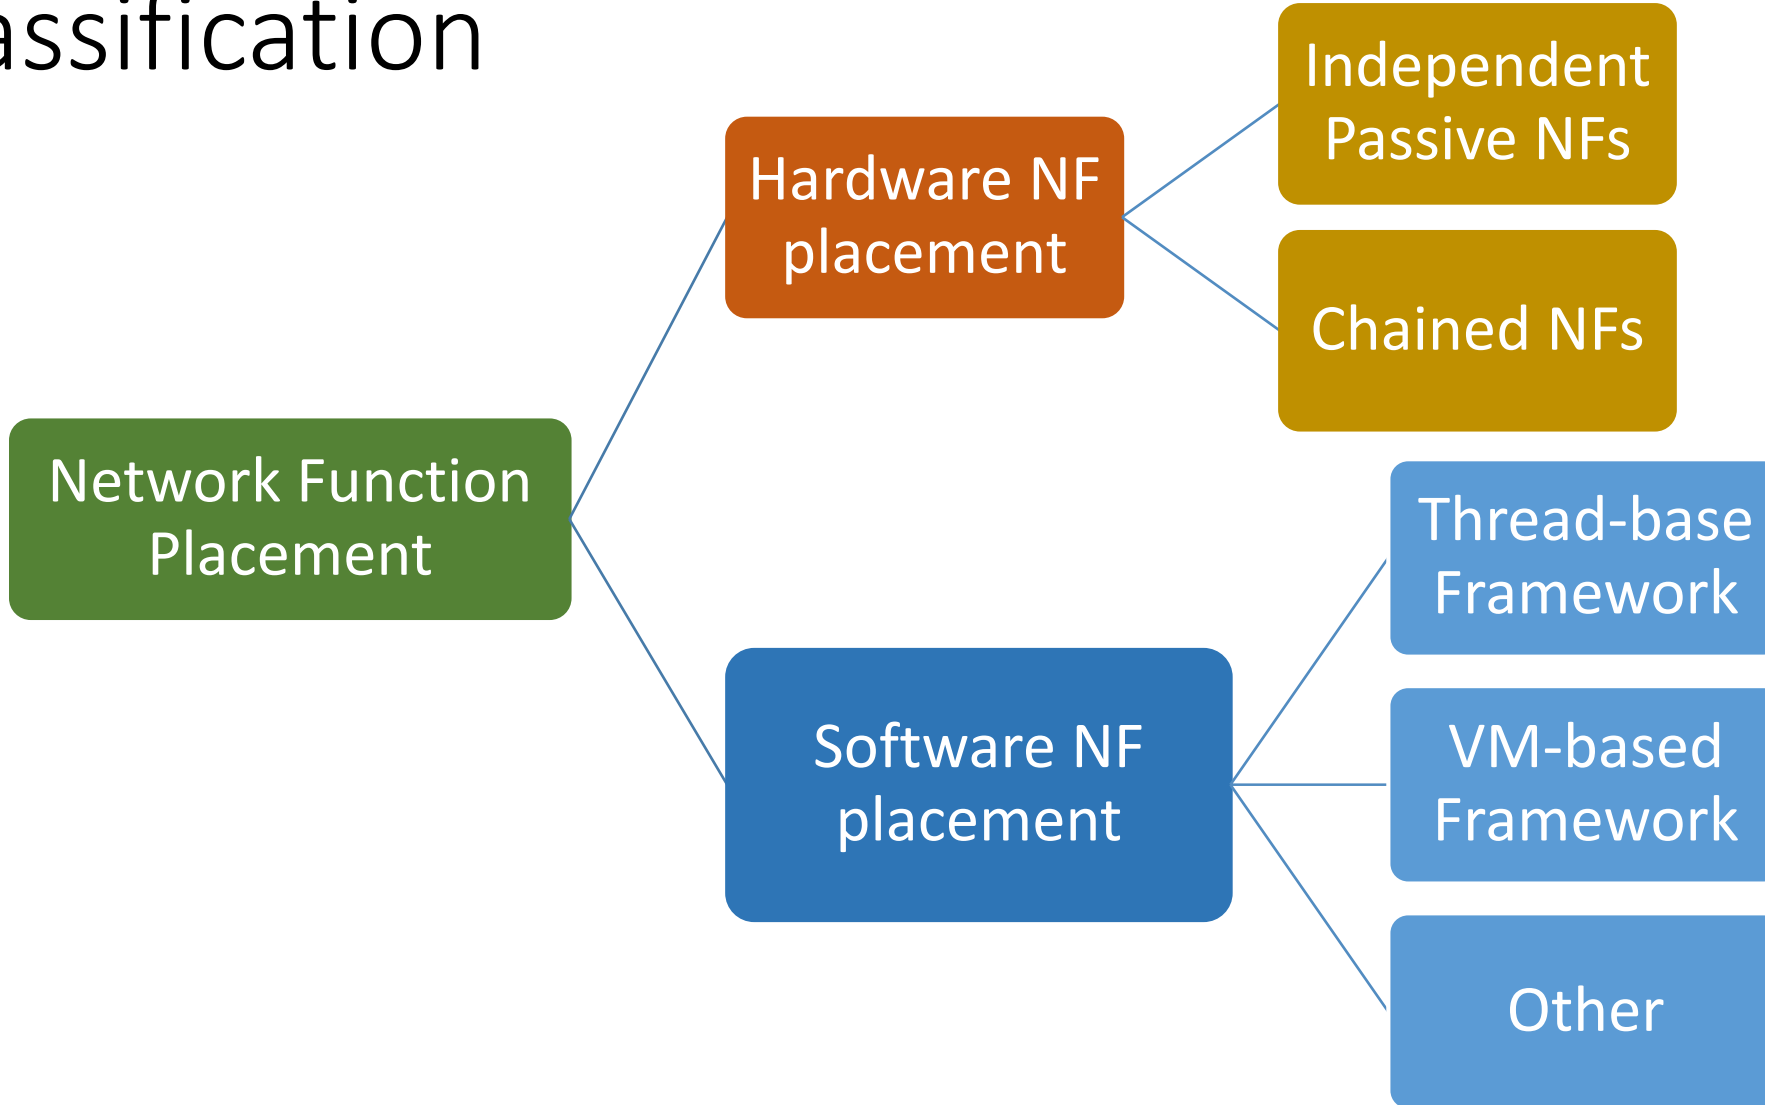 assification
Independent
Passive NFs
Hardware NF
placement
Chained NFs
Network Function
Placement
Thread-base
Framework
Software NF
placement
VM-based
Framework
Other